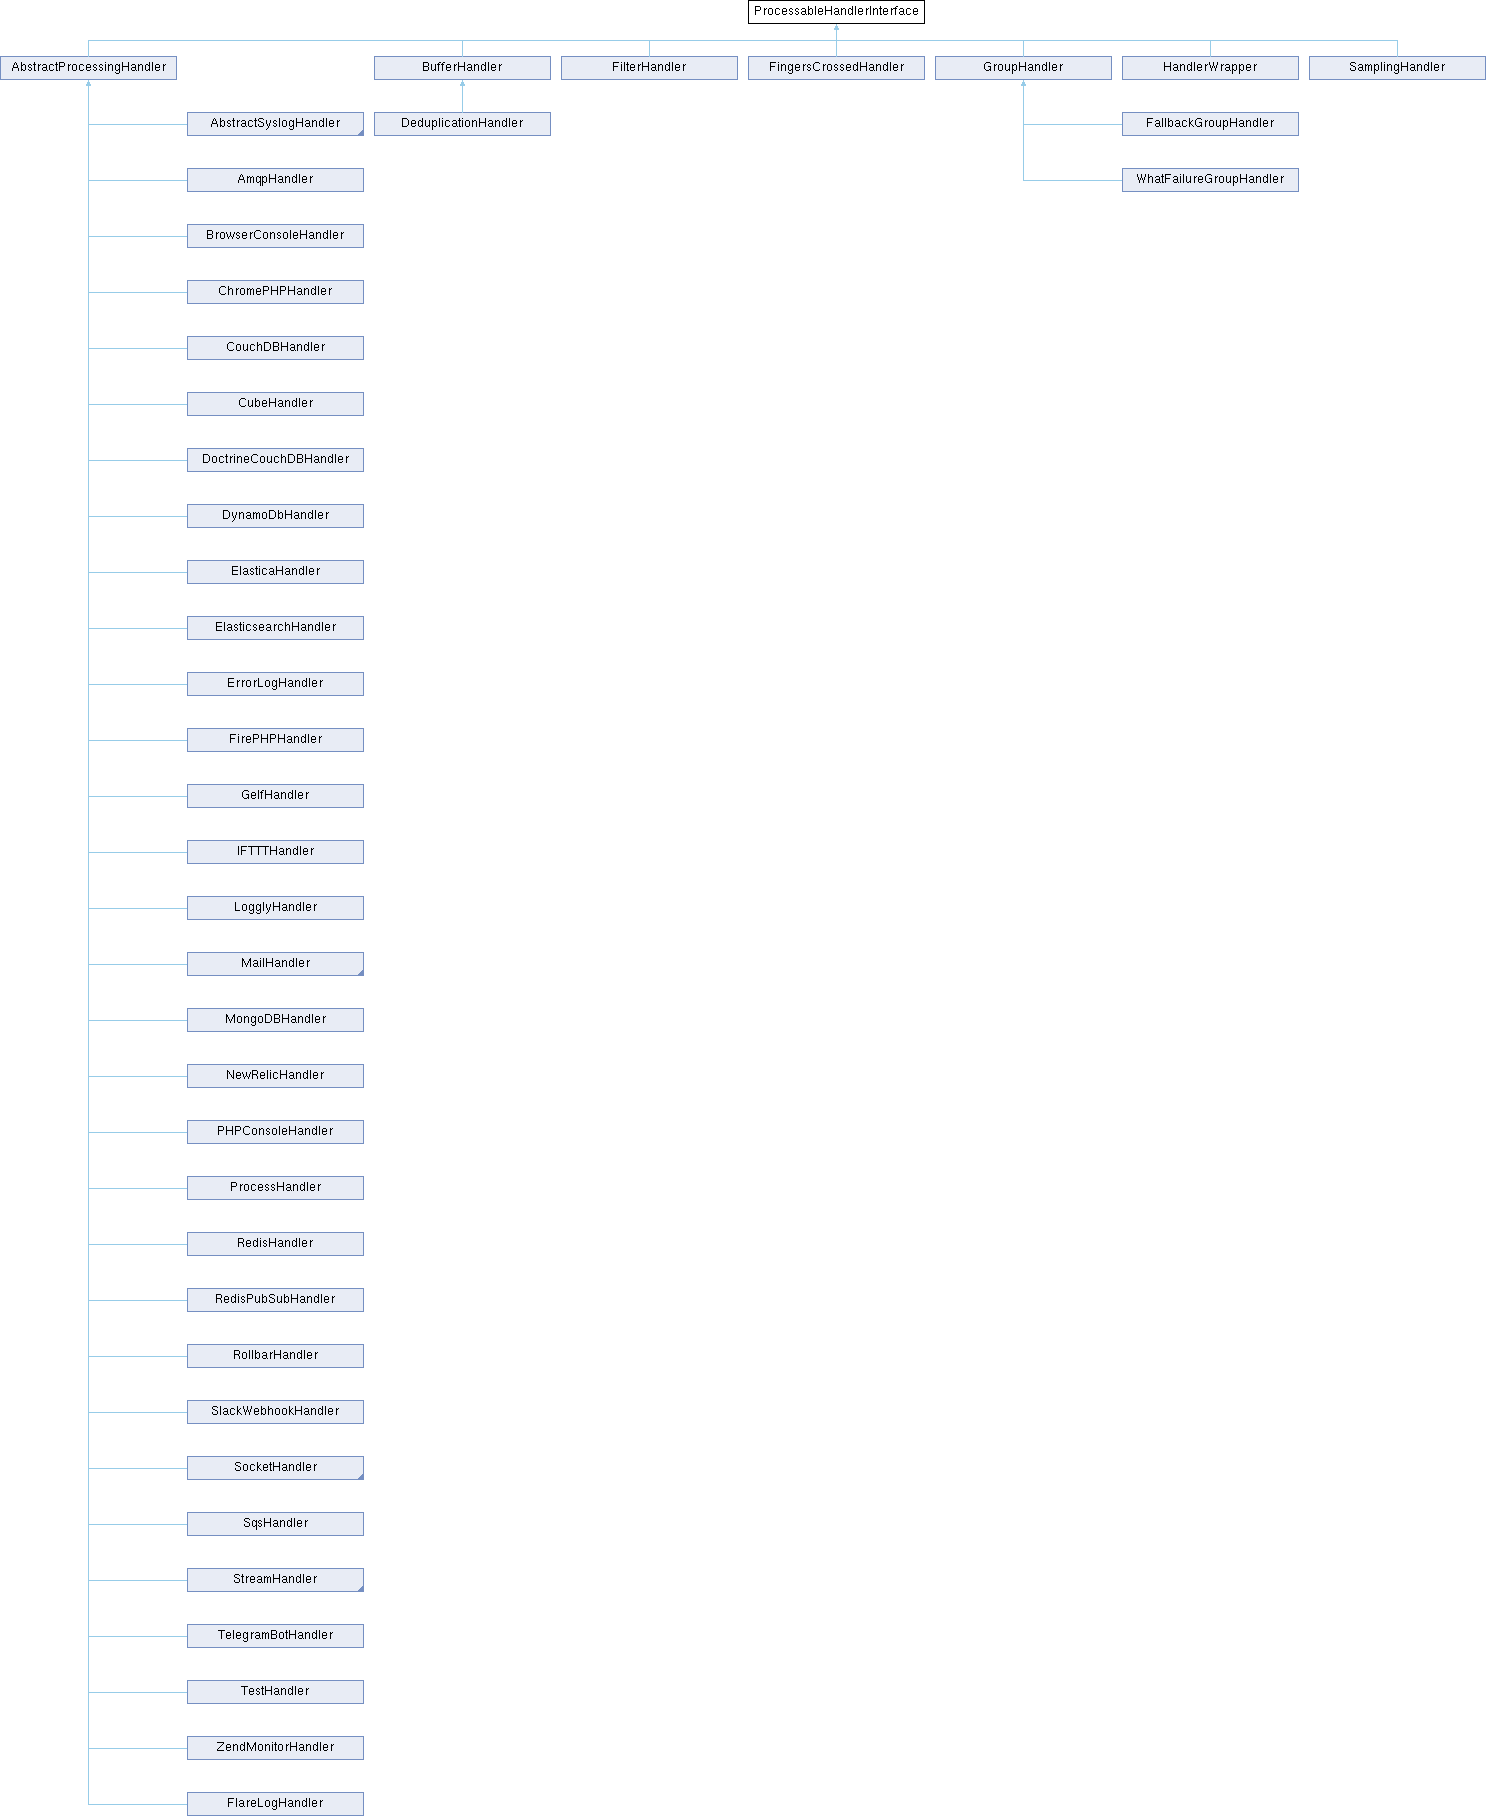 ProcessableHandlerInterface
AbstractProcessingHandler
BufferHandler
FilterHandler
FingersCrossedHandler
GroupHandler
HandlerWrapper
SamplingHandler
AbstractSyslogHandler
DeduplicationHandler
FallbackGroupHandler
AmqpHandler
WhatFailureGroupHandler
BrowserConsoleHandler
ChromePHPHandler
CouchDBHandler
CubeHandler
DoctrineCouchDBHandler
DynamoDbHandler
ElasticaHandler
ElasticsearchHandler
ErrorLogHandler
FirePHPHandler
GelfHandler
IFTTTHandler
LogglyHandler
MailHandler
MongoDBHandler
NewRelicHandler
PHPConsoleHandler
ProcessHandler
RedisHandler
RedisPubSubHandler
RollbarHandler
SlackWebhookHandler
SocketHandler
SqsHandler
StreamHandler
TelegramBotHandler
TestHandler
ZendMonitorHandler
FlareLogHandler